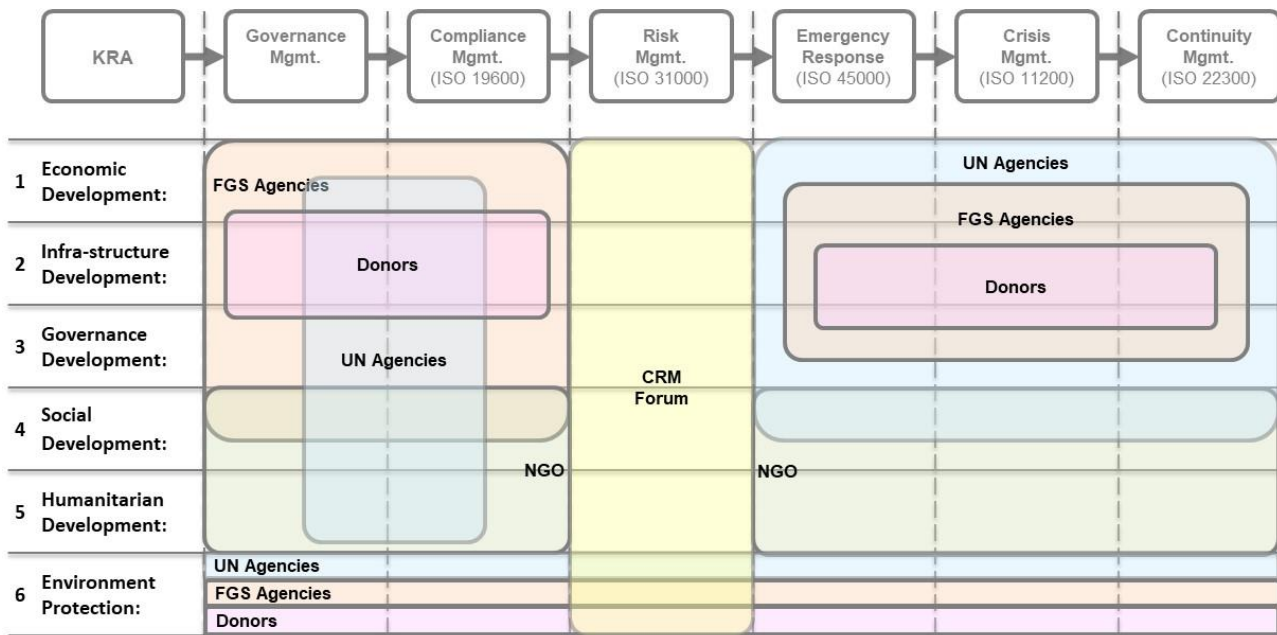 KRA
Governance
Mgmt.
Compliance
Mgmt.
(ISO 19600)
Risk
Mgmt.
(ISO 31000)
Emergency
Response
(ISO 45000)
Crisis
Mgmt.
(ISO 11200)
Continuity
Mgmt.
(ISO 22300)
1 Economic
Development:
FGS Agencies
UN Agencies
FGS Agencies
2 Infra-structure
Development:
Donors
Donors
3 Governance
Development:
UN Agencies
CRM
Forum
4 Social
Development:
NGO
NGO
5 Humanitarian
Development:
6 Environment
Protection:
UN Agencies
FGS Agencies
Donors